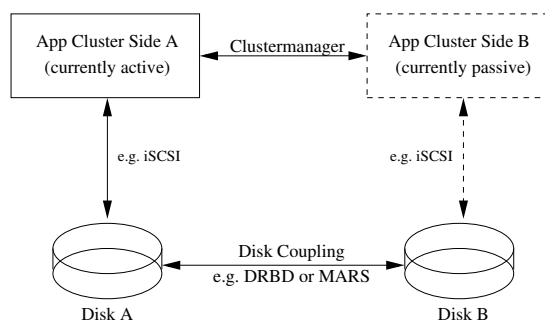 App Cluster Side A
(currently active)
Clustermanager
App Cluster Side B
(currently passive)
e.g. iSCSI
e.g. iSCSI
Disk Coupling
e.g. DRBD or MARS
Disk A
Disk B